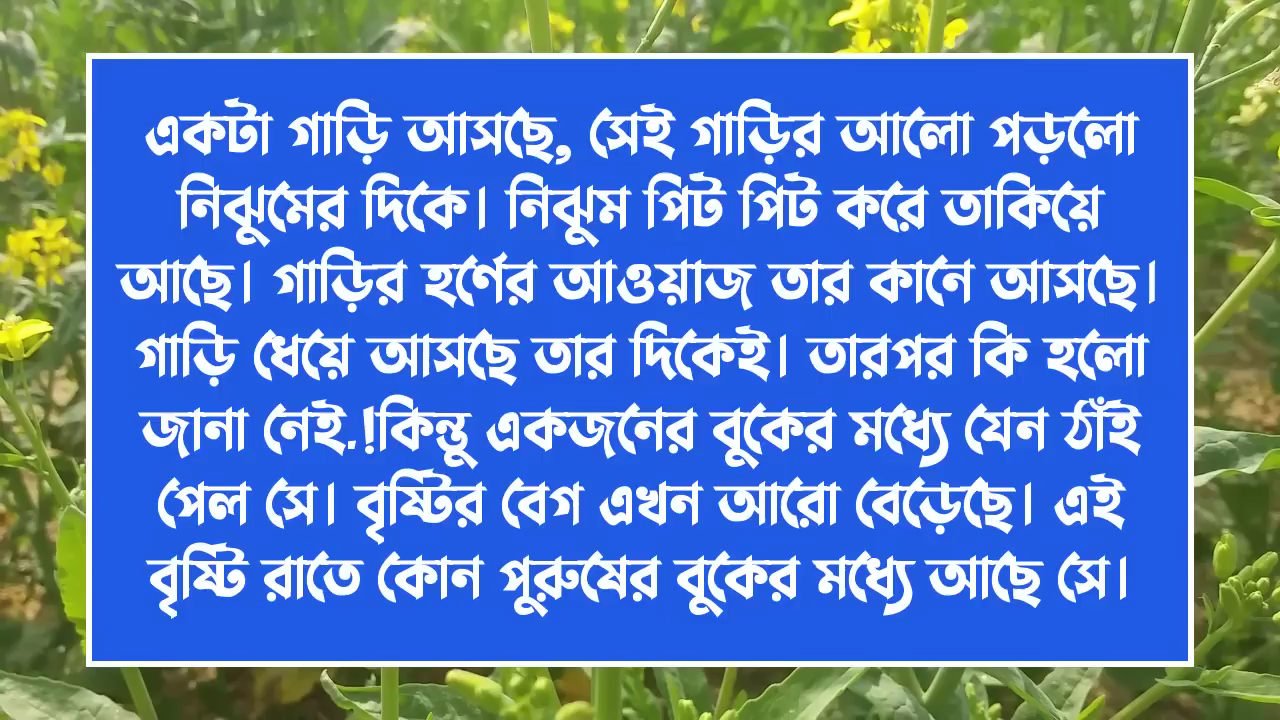 একটা গাড়ি আসছে, সেই গাড়ির আলো পড়লো
নিঝুমের দিকে। নিঝুম পিট পিট করে তাকিয়ে
আছে। গাড়ির হর্ণের আওয়াজ তার কানে আসছে।
গাড়ি ধেয়ে আসছে তার দিকেই। তারপর কি হলো
জানা নেই.!কিন্তু একজনের বুকের মধ্যে যেন ঠাঁই
পেল সে। বৃষ্টির বেগ এখন আরো বেড়েছে। এই
বৃষ্টি রাতে কোন পুরুষের বুকের মধ্যে আছে সে।